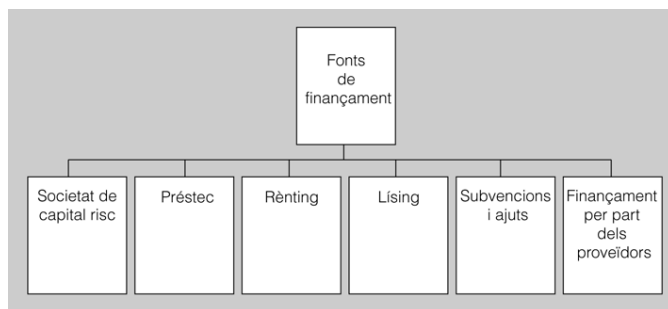 Fonts
de
finançament
Societat de
capital risc
Préstec
Rènting
Lísing
Subvencions
i ajuts
Finançament
per part
dels
proveïdors